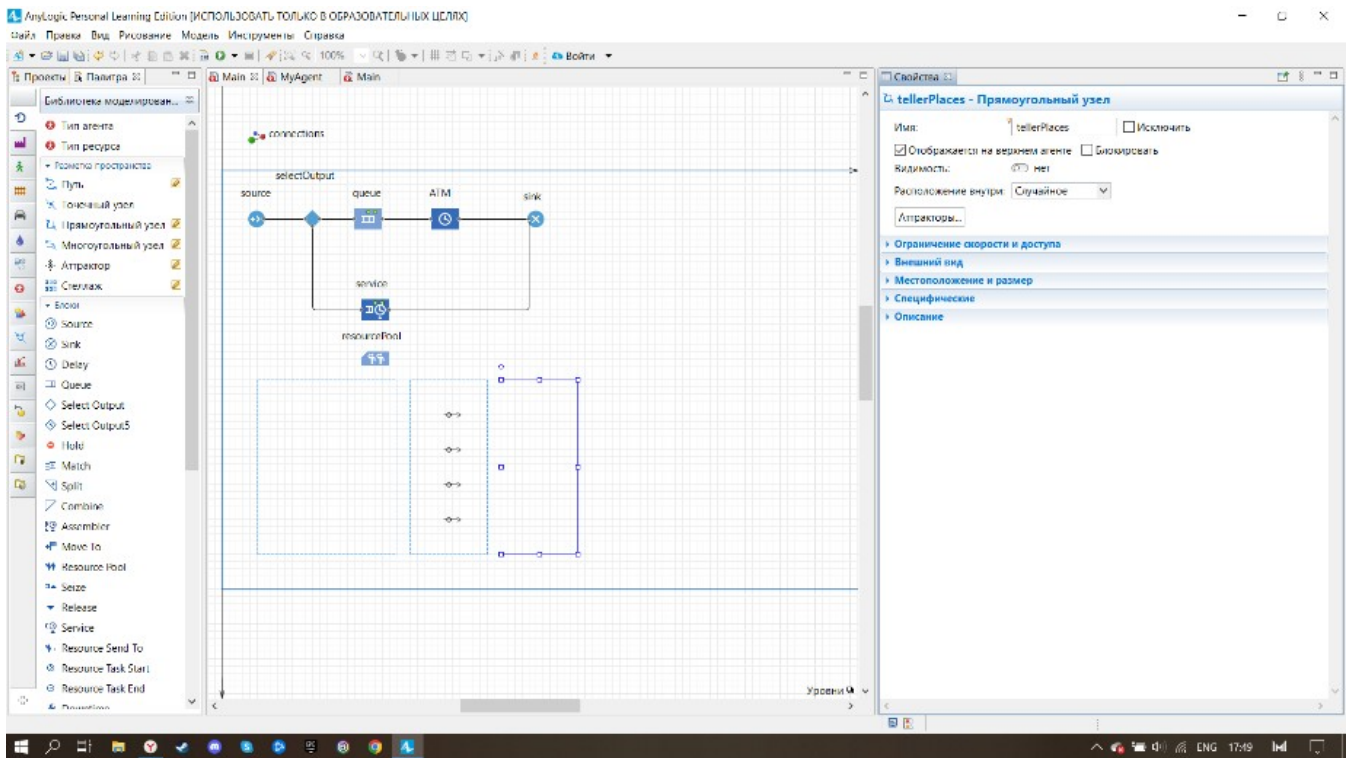 AnyLogic Personal Learning Edition [ИСПОЛЬЗОВАТЬ ТОЛЬКО В ОБРАЗОВАТЕЛЬНЫХ ЦЕЛЯХ]
Файл Правка Вид Рисование Модель Инструменты Справка
100% Войти
Проекты Палитра Main MyAgent Main Свойства
Библиотека моделирован...
Тип агента
Тип ресурса
Разметка пространства
Путь
Точечный узел
Прямоугольный узел
Многоугольный узел
Аттрактор
Стеллаж
Блоки
Source
Sink
Delay
Queue
Select Output
Select Output5
Hold
Match
Split
Combine
Assembler
Move To
Resource Pool
Seize
Release
Service
Resource Send To
Resource Task Start
Resource Task End
Downtime
connections
selectOutput
source queue ATM sink
service
resourcePool
Уровни
tellerPlaces - Прямоугольный узел
Имя: tellerPlaces Исключить
Отображается на верхнем агенте Блокировать
Видимость: нет
Расположение внутри: Случайное
Аттракторы...
Ограничение скорости и доступа
Внешний вид
Местоположение и размер
Специфические
Описание
ENG 17:49